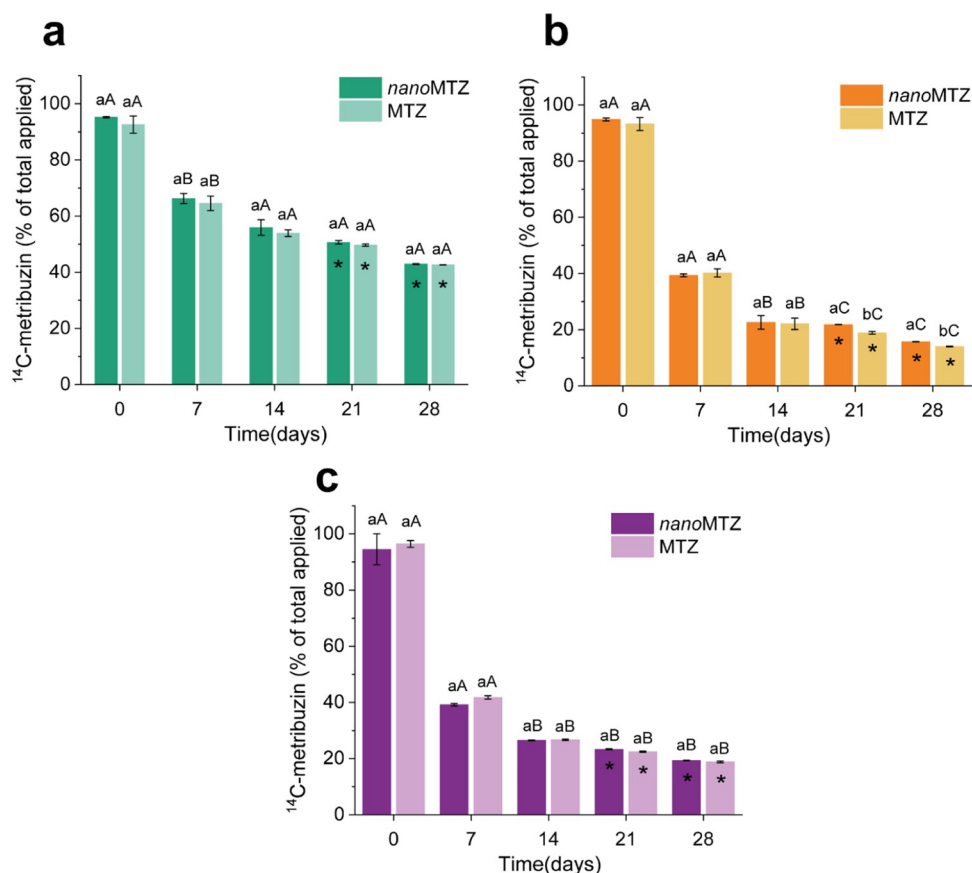 a
¹⁴C-metribuzin (% of total applied)
100
80
60
40
20
0
nanoMTZ
MTZ
aA aA
aB aB
aA aA
aA aA
* *
aA aA
* *
0 7 14 21 28
Time(days)
b
¹⁴C-metribuzin (% of total applied)
100
80
60
40
20
0
nanoMTZ
MTZ
aA aA
aA aA
aB aB
aC bC
* *
aC bC
* *
0 7 14 21 28
Time(days)
c
¹⁴C-metribuzin (% of total applied)
100
80
60
40
20
0
nanoMTZ
MTZ
aA aA
aA aA
aB aB
aB aB
* *
aB aB
* *
0 7 14 21 28
Time(days)